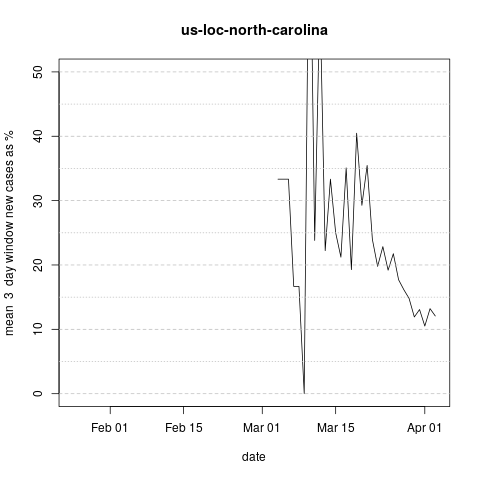 us-loc-north-carolina
mean 3 day window new cases as %
50
40
30
20
10
0
Feb 01 Feb 15 Mar 01 Mar 15 Apr 01
date